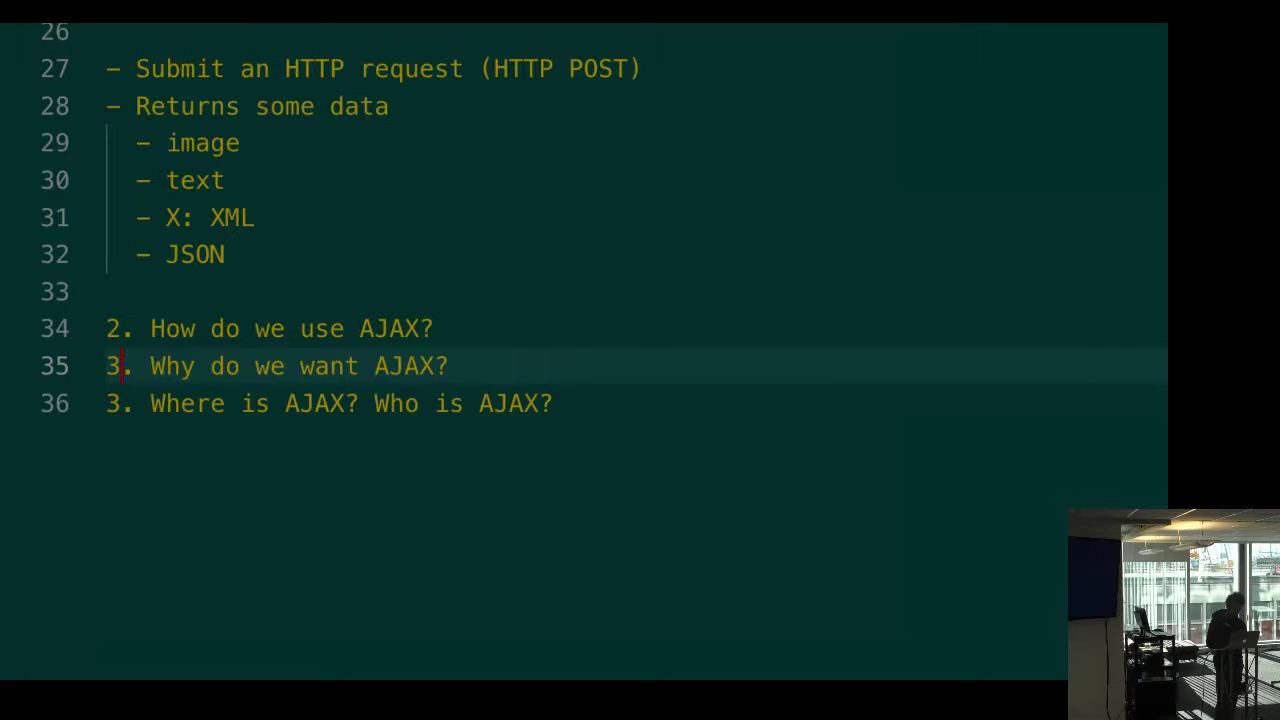 26
27 - Submit an HTTP request (HTTP POST)
28 - Returns some data
29 - image
30 - text
31 - X: XML
32 - JSON
33
34 2. How do we use AJAX?
35 3. Why do we want AJAX?
36 3. Where is AJAX? Who is AJAX?